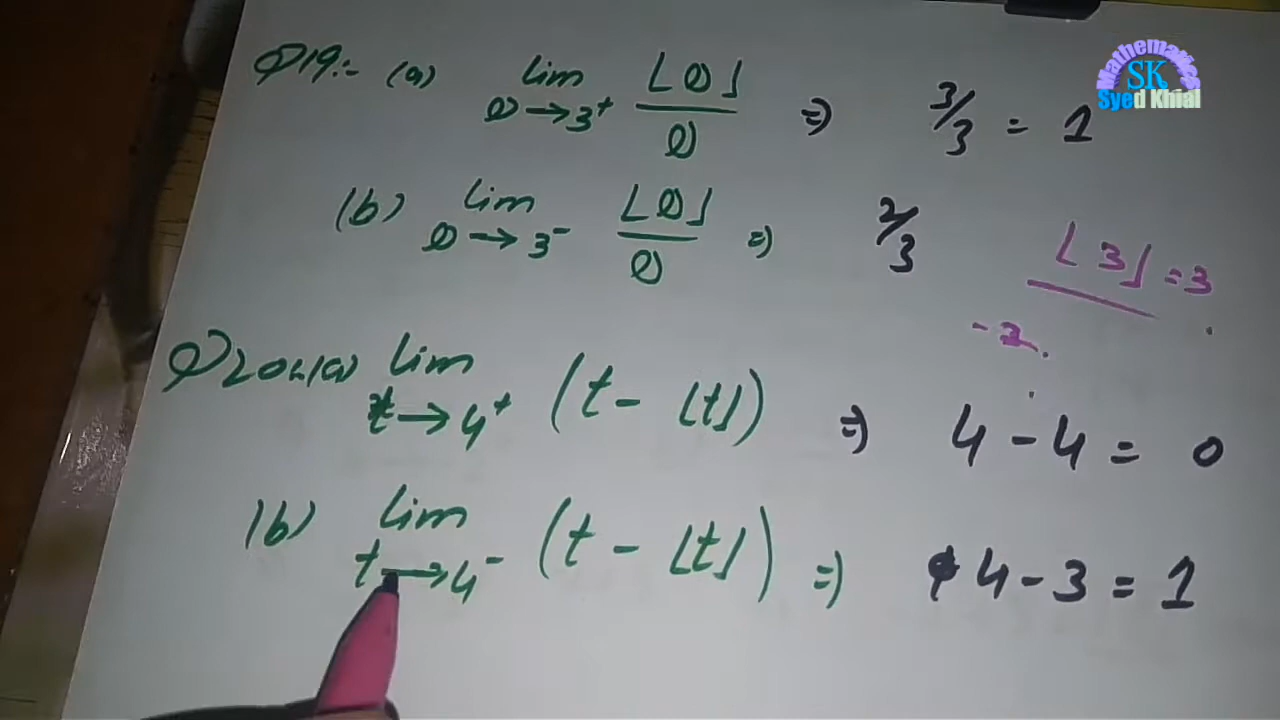 Mathematics
SK
Syed Khial
Q19:- (a) lim θ→3⁺ ⌊θ⌋/θ ⇒ 3/3 = 1
(b) lim θ→3⁻ ⌊θ⌋/θ ⇒ 2/3
⌊3⌋ = 3
-2.
Q20:-(a) lim t→4⁺ (t - ⌊t⌋) ⇒ 4 - 4 = 0
(b) lim t→4⁻ (t - ⌊t⌋) ⇒ 4 - 3 = 1